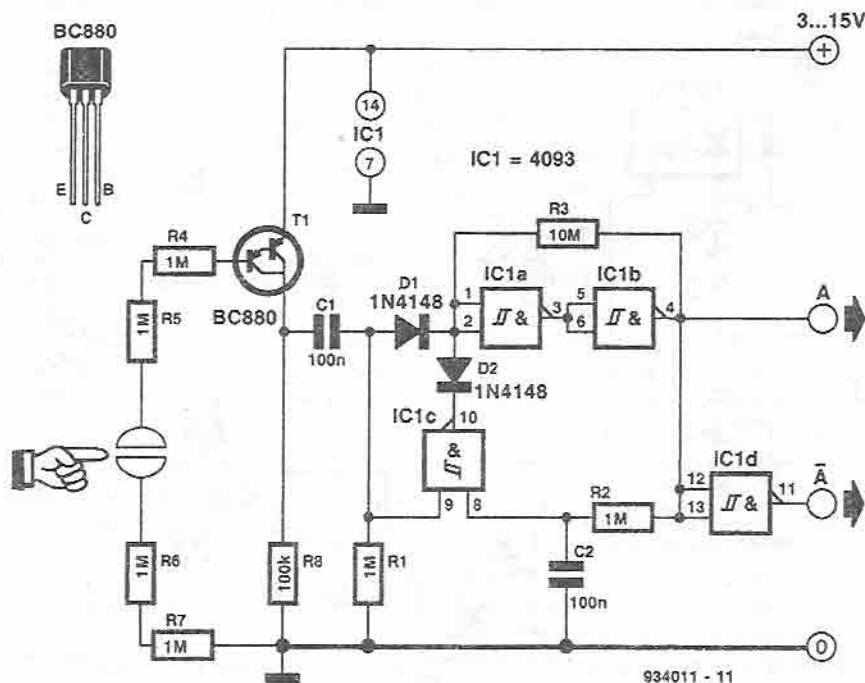 BC880
3...15V
+
14
IC1
7
IC1 = 4093
E
B
C
T1
R4
1M
BC880
R3
10M
D1
1N4148
C1
100n
IC1a
1
2
&
3
IC1b
5
6
&
4
A
R5
1M
D2
1N4148
IC1c
10
&
9
8
IC1d
12
13
&
11
A̅
R2
1M
R6
1M
R8
100k
R1
1M
C2
100n
R7
1M
0
934011 - 11